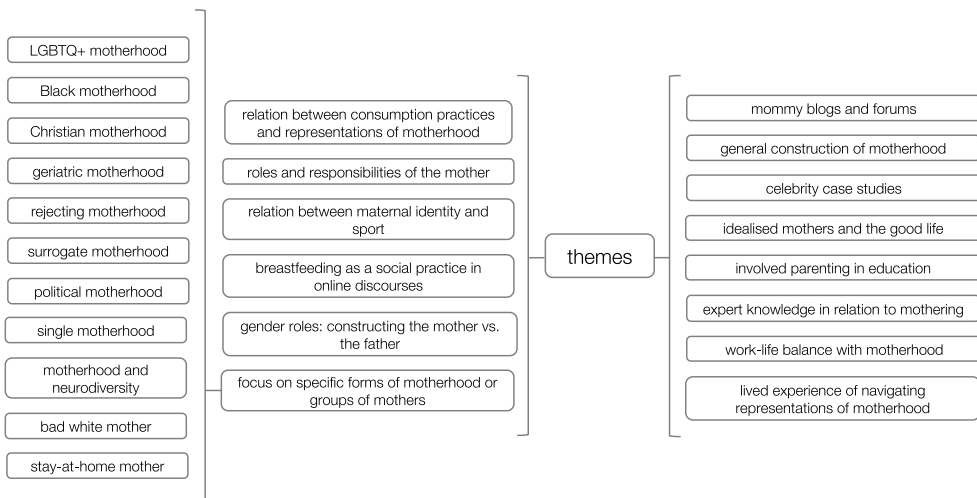 LGBTQ+ motherhood
Black motherhood
Christian motherhood
geriatric motherhood
rejecting motherhood
surrogate motherhood
political motherhood
single motherhood
motherhood and
neurodiversity
bad white mother
stay-at-home mother
relation between consumption practices
and representations of motherhood
roles and responsibilities of the mother
relation between maternal identity and
sport
breastfeeding as a social practice in
online discourses
gender roles: constructing the mother vs.
the father
focus on specific forms of motherhood or
groups of mothers
themes
mommy blogs and forums
general construction of motherhood
celebrity case studies
idealised mothers and the good life
involved parenting in education
expert knowledge in relation to mothering
work-life balance with motherhood
lived experience of navigating
representations of motherhood